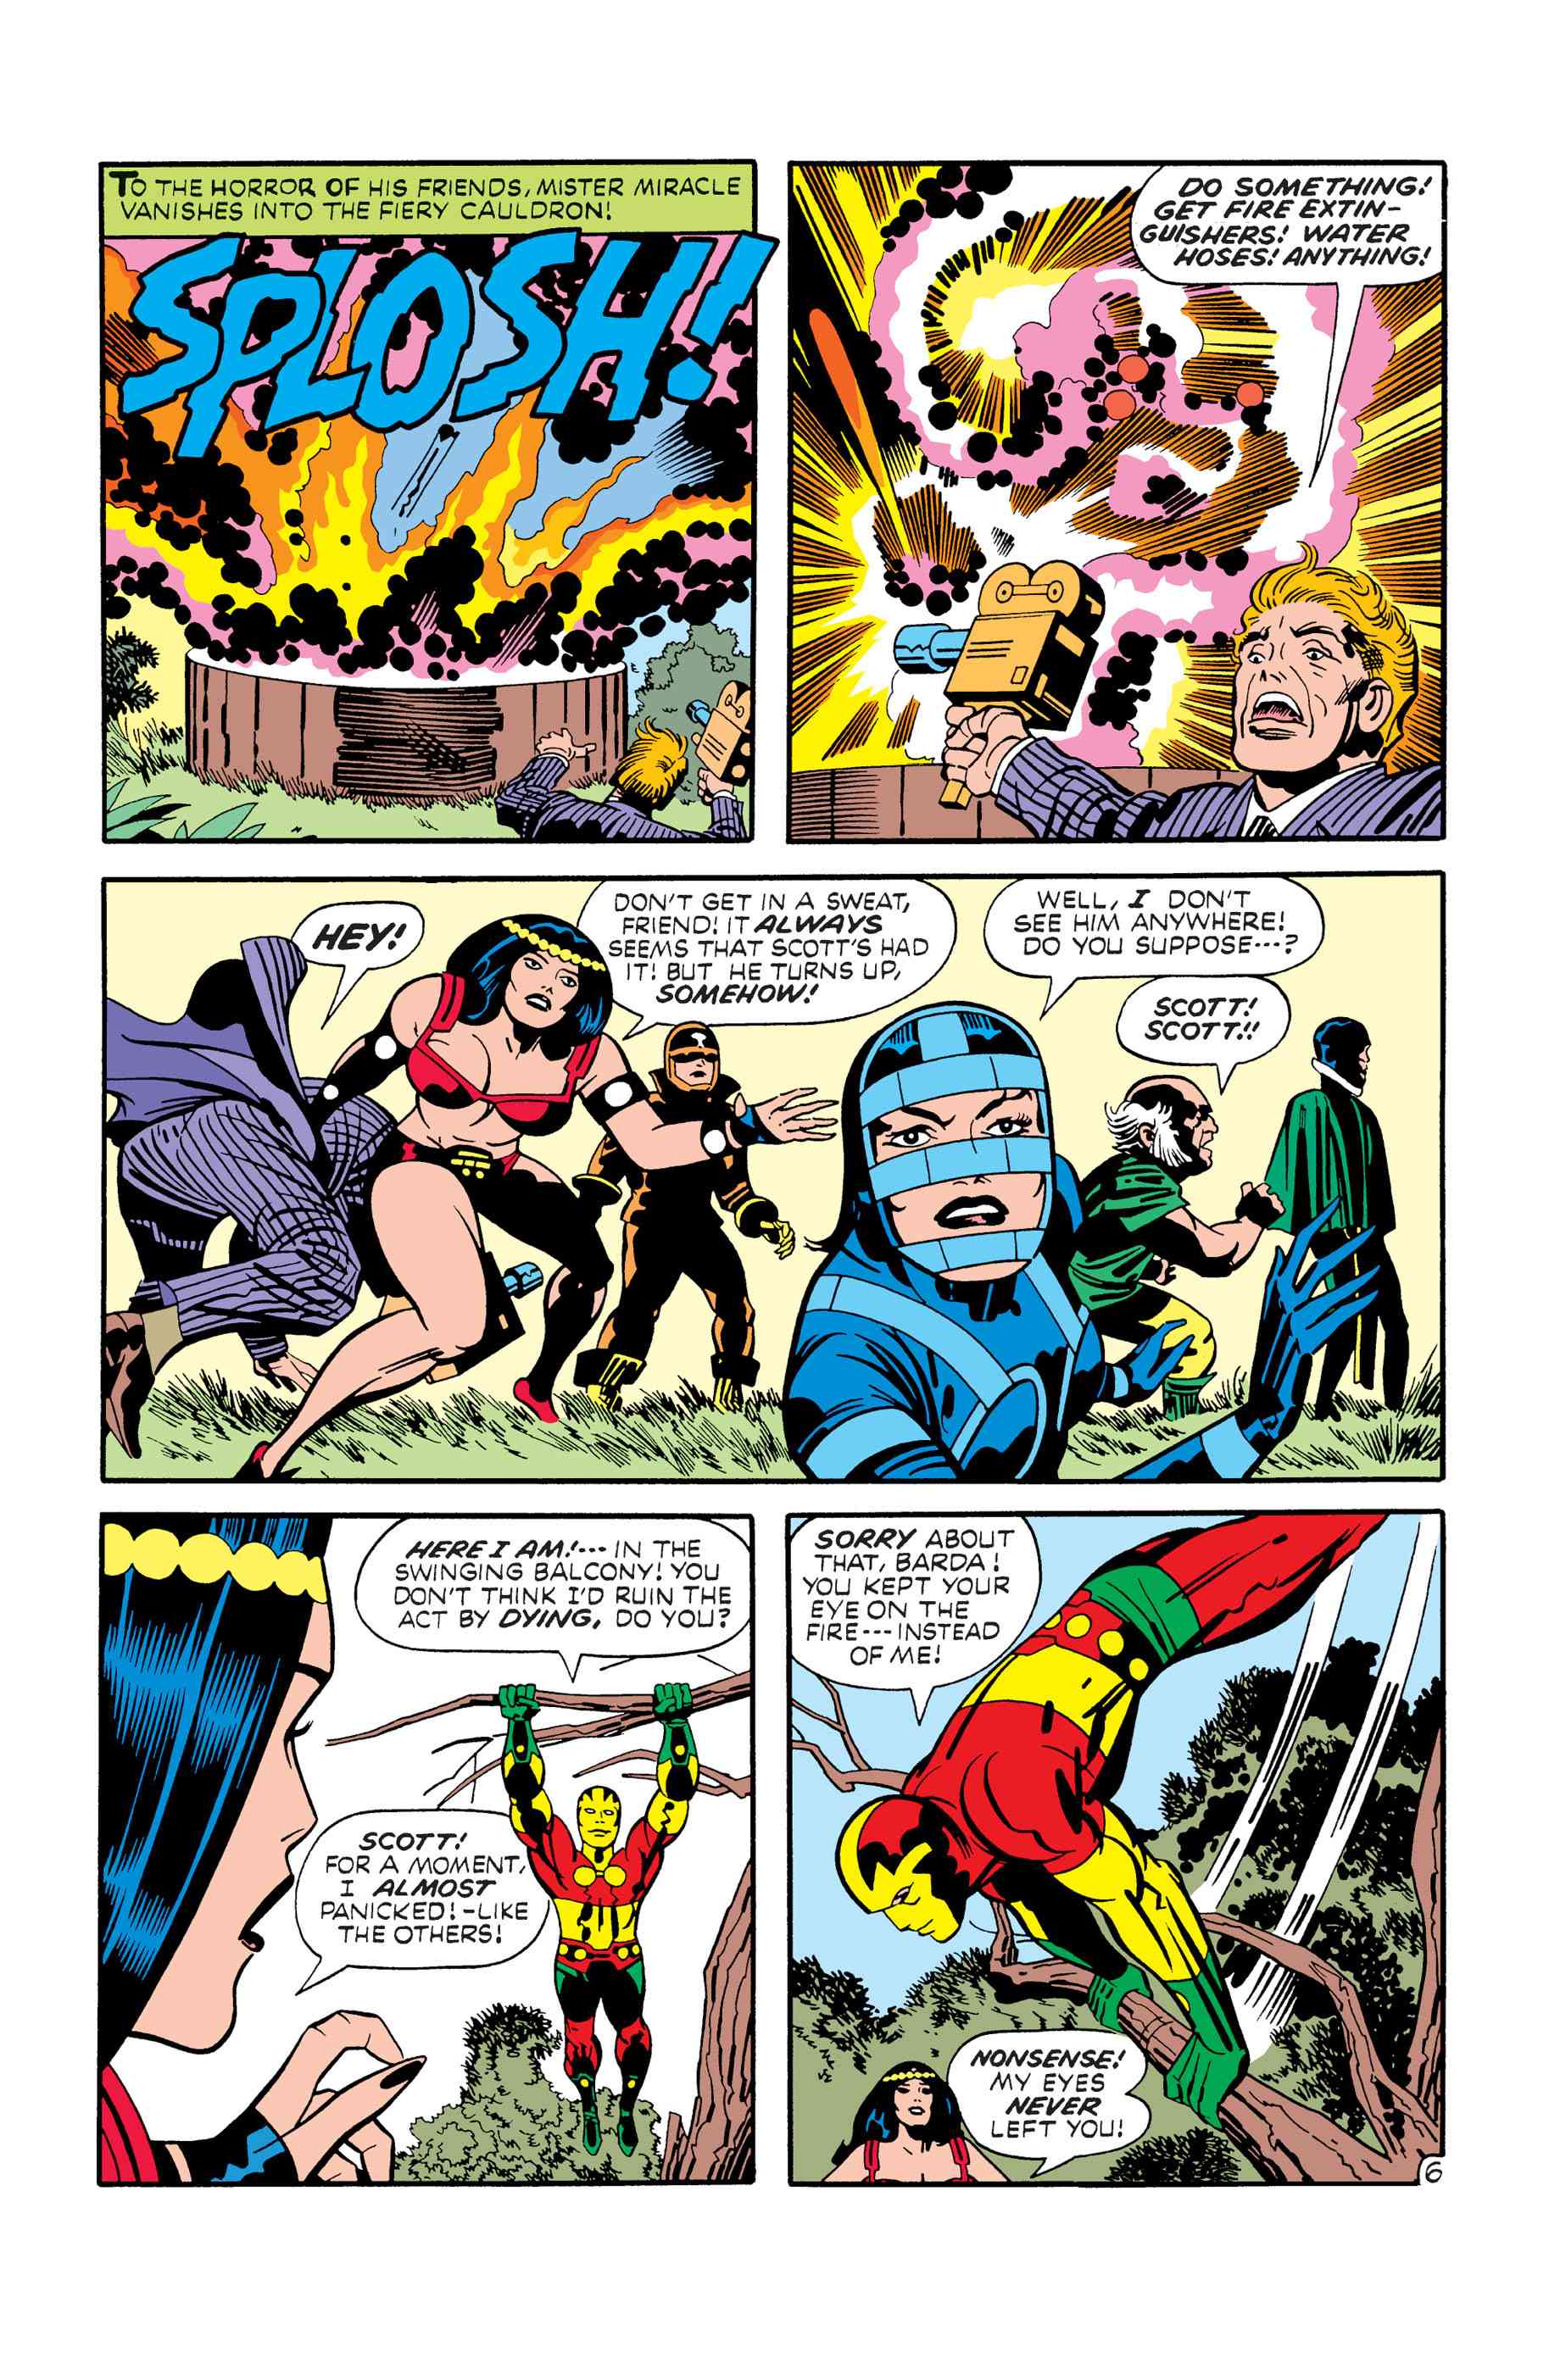 TO THE HORROR OF HIS FRIENDS, MISTER MIRACLE
VANISHES INTO THE FIERY CAULDRON!
SPLOSH!
DO SOMETHING!
GET FIRE EXTIN-
GUISHERS! WATER
HOSES! ANYTHING!
HEY!
DON'T GET IN A SWEAT,
FRIEND! IT ALWAYS
SEEMS THAT SCOTT'S HAD
IT! BUT HE TURNS UP,
SOMEHOW!
WELL, I DON'T
SEE HIM ANYWHERE!
DO YOU SUPPOSE---?
SCOTT!
SCOTT!!
HERE I AM!--- IN THE
SWINGING BALCONY! YOU
DON'T THINK I'D RUIN THE
ACT BY DYING, DO YOU?
SCOTT!
FOR A MOMENT,
I ALMOST
PANICKED!-LIKE
THE OTHERS!
SORRY ABOUT
THAT, BARDA!
YOU KEPT YOUR
EYE ON THE
FIRE---INSTEAD
OF ME!
NONSENSE!
MY EYES
NEVER
LEFT YOU!
6